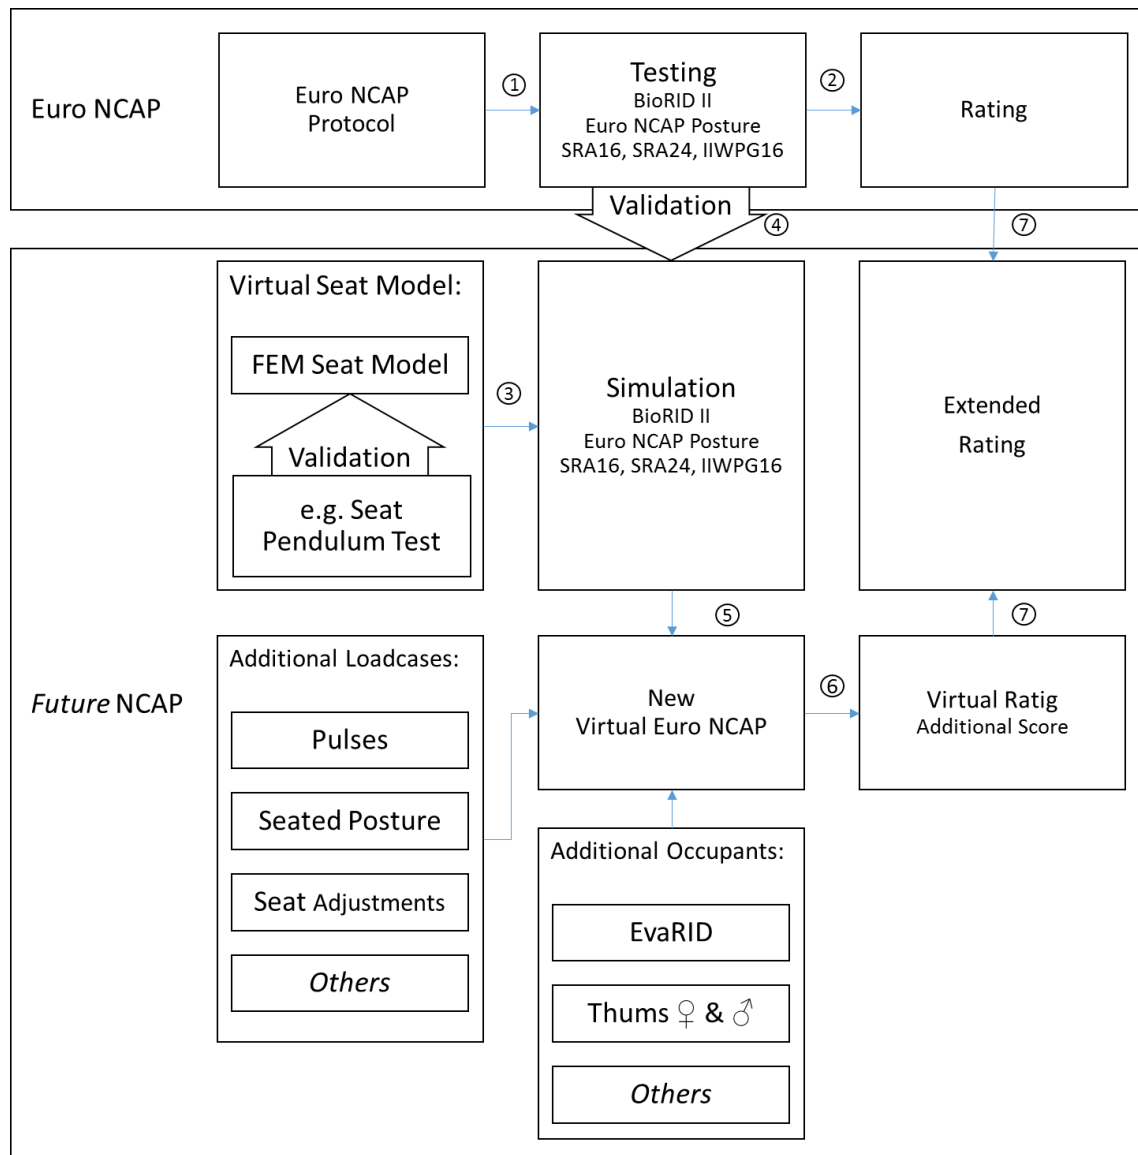 Euro NCAP
Euro NCAP
Protocol
①
Testing
BioRID II
Euro NCAP Posture
SRA16, SRA24, IIWPG16
②
Rating
Validation
④
⑦
Virtual Seat Model:
FEM Seat Model
Validation
e.g. Seat
Pendulum Test
③
Simulation
BioRID II
Euro NCAP Posture
SRA16, SRA24, IIWPG16
Extended
Rating
⑤
⑦
Future NCAP
Additional Loadcases:
Pulses
Seated Posture
Seat Adjustments
Others
New
Virtual Euro NCAP
⑥
Virtual Ratig
Additional Score
Additional Occupants:
EvaRID
Thums ♀ & ♂
Others